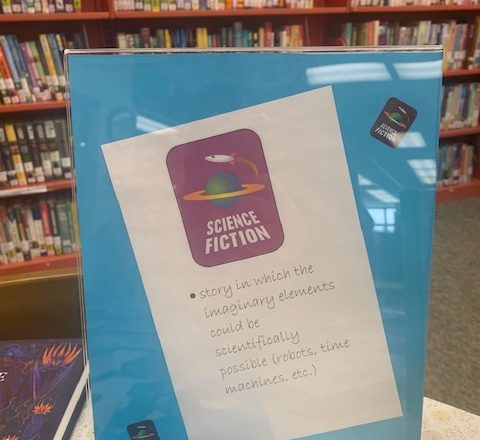 SCIENCE
FICTION
SCIENCE
FICTION
• story in which the
imaginary elements
could be
scientifically
possible (robots, time
machines, etc.)